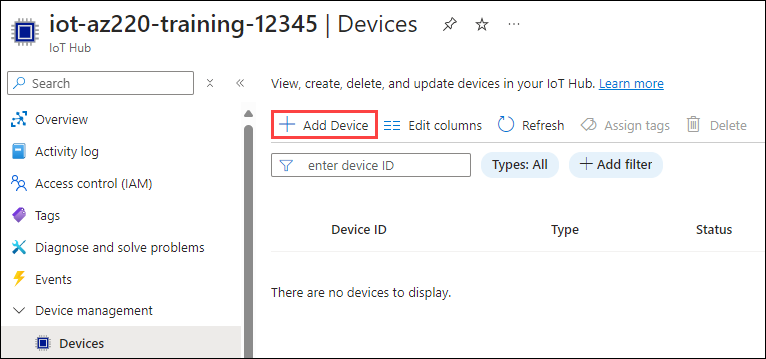 iot-az220-training-12345 | Devices
IoT Hub
Search
View, create, delete, and update devices in your IoT Hub. Learn more
Overview
Activity log
Access control (IAM)
Tags
Diagnose and solve problems
Events
Device management
Devices
Add Device Edit columns Refresh Assign tags Delete
enter device ID Types: All Add filter
Device ID Type Status
There are no devices to display.